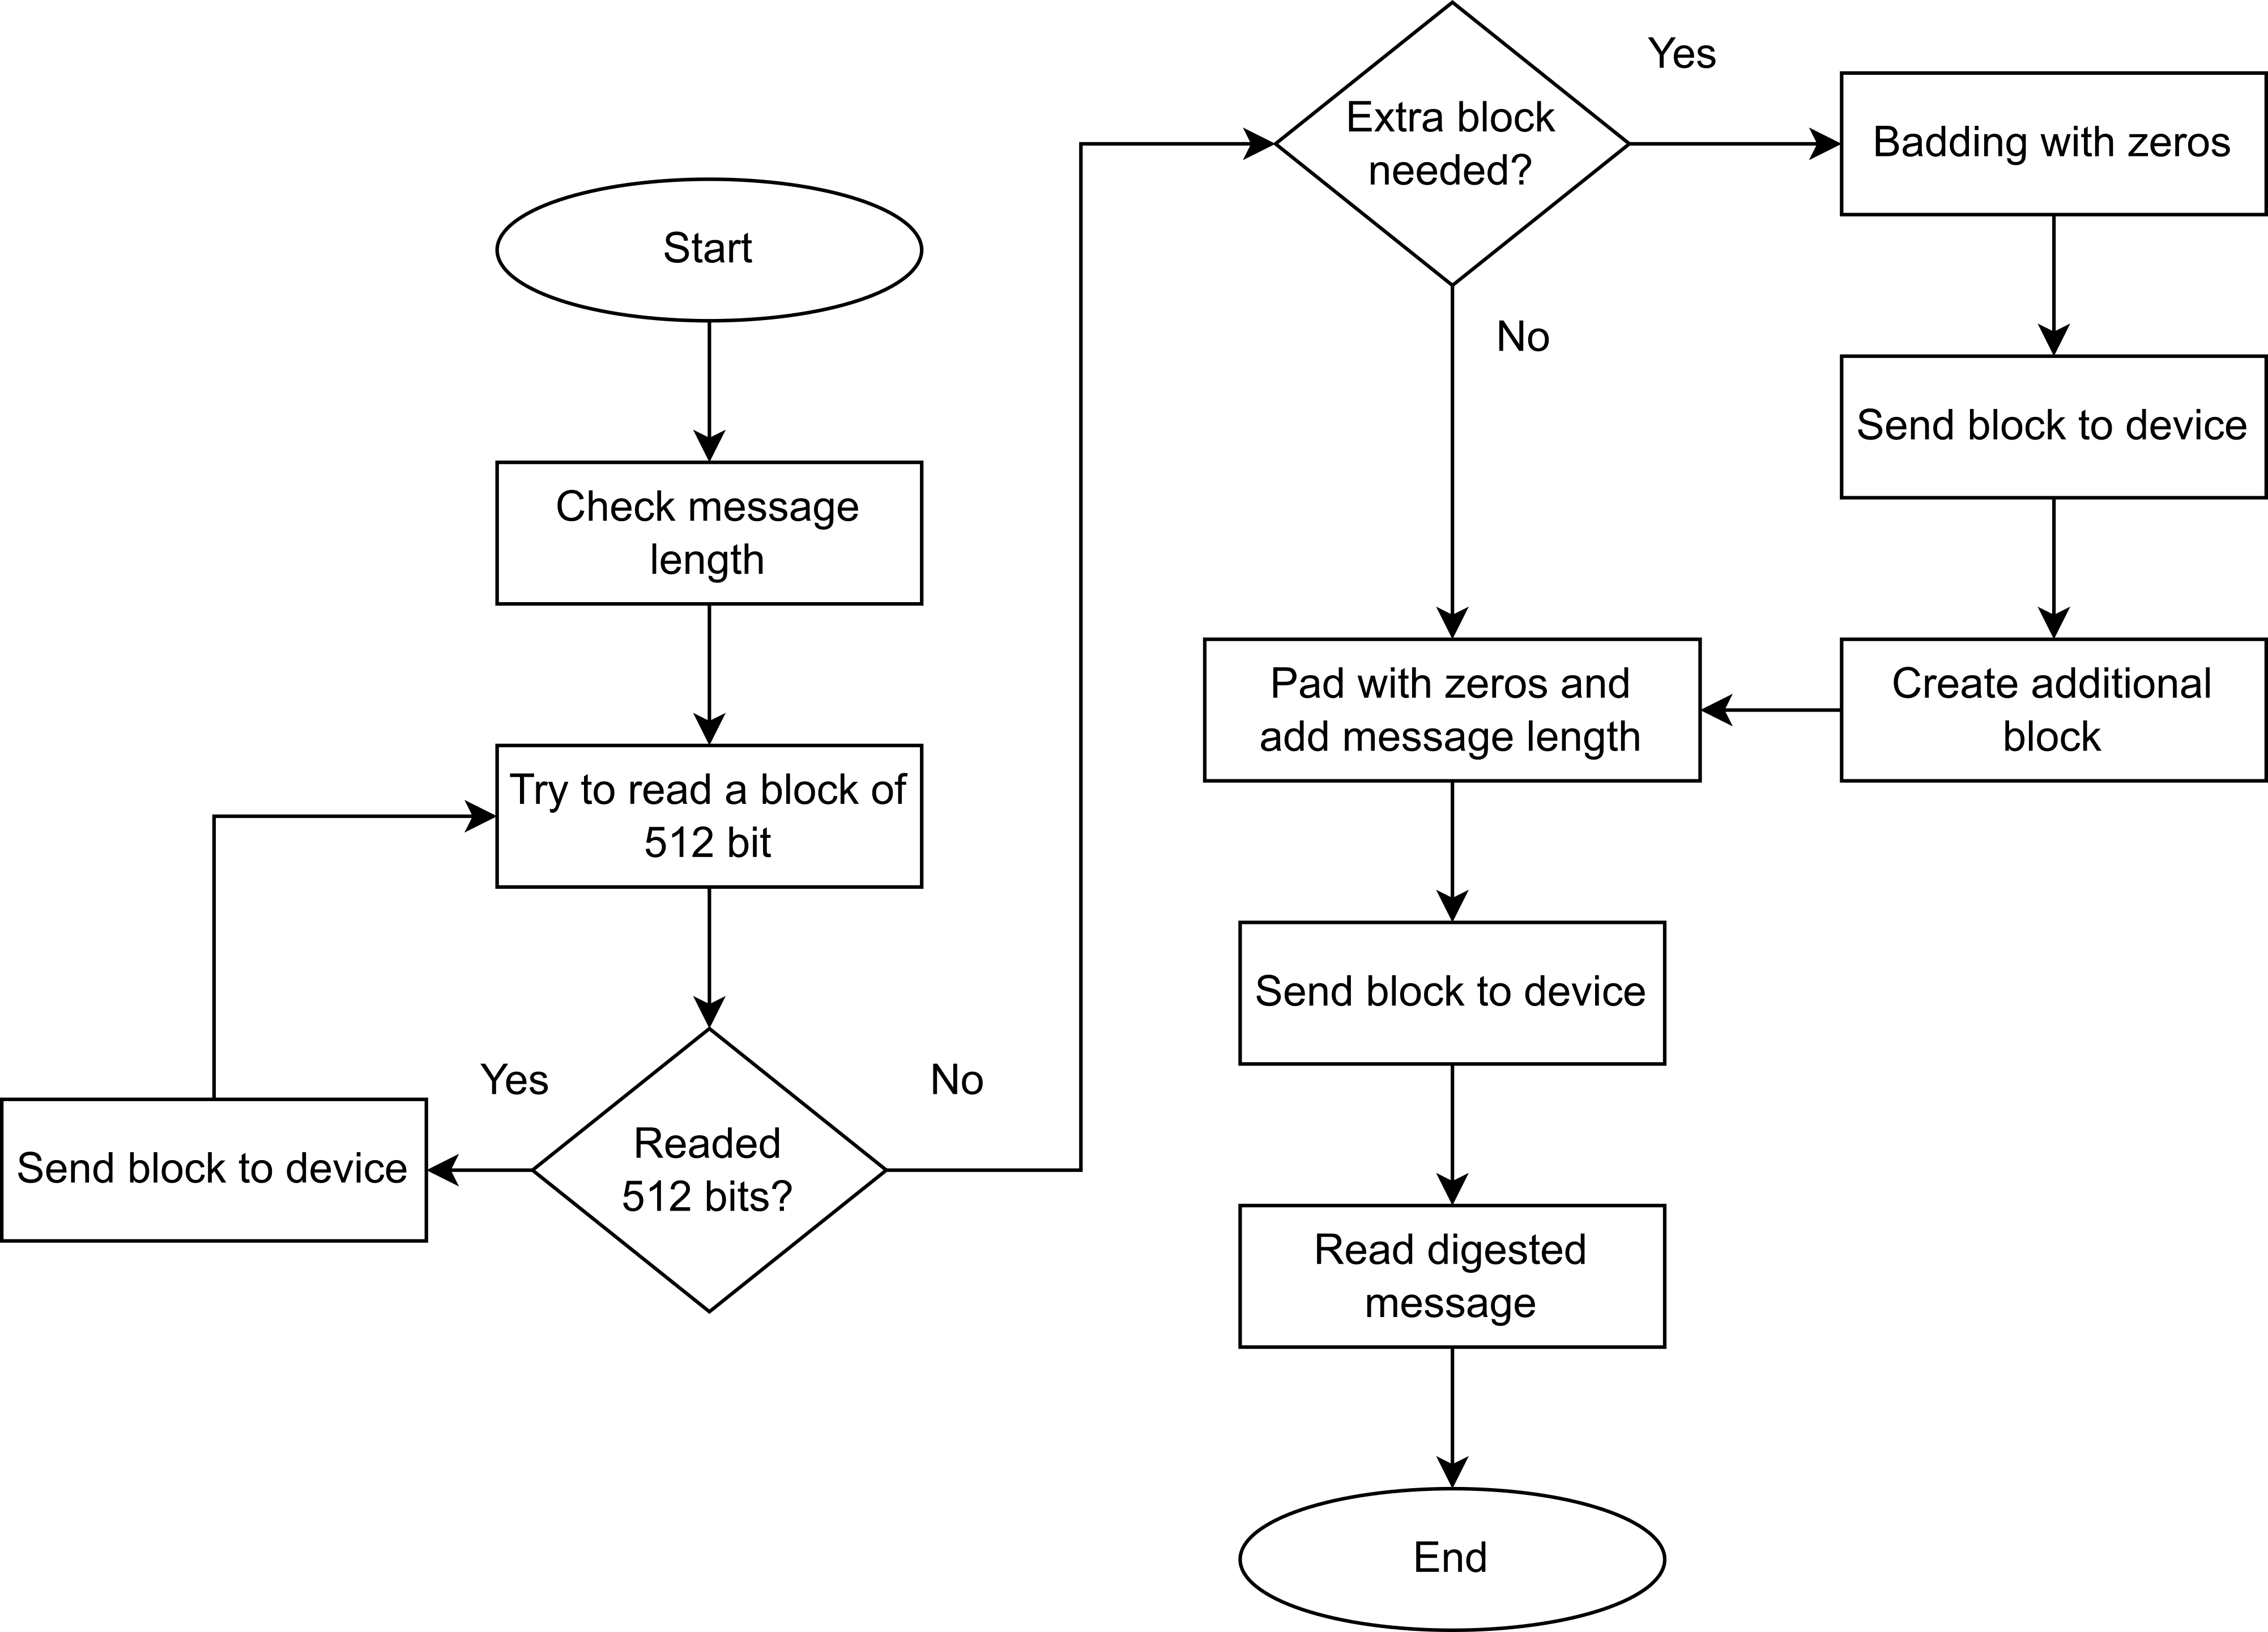 Start
Check message
length
Try to read a block of
512 bit
Readed
512 bits?
Yes
Send block to device
No
Extra block
needed?
Yes
Badding with zeros
Send block to device
Create additional
block
No
Pad with zeros and
add message length
Send block to device
Read digested
message
End